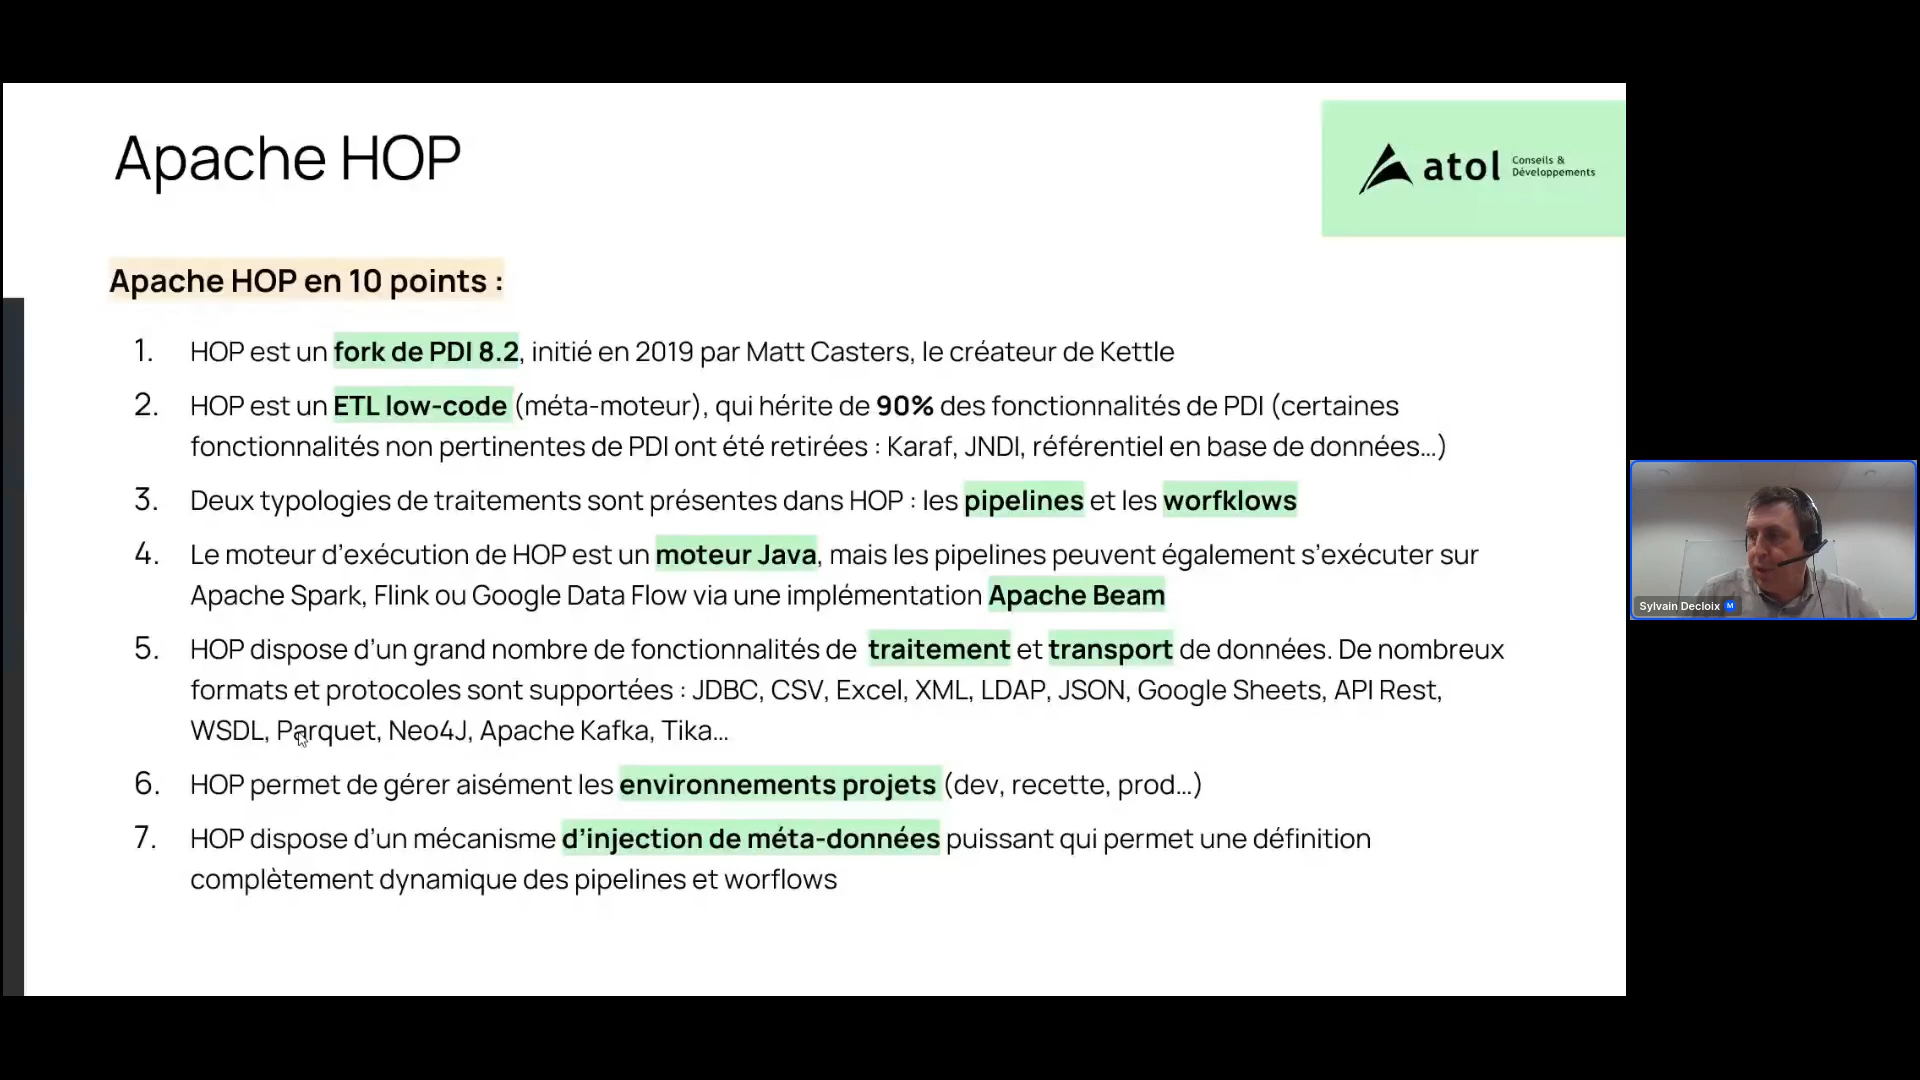 Apache HOP
atol Conseils &
Développements
Apache HOP en 10 points :
1. HOP est un fork de PDI 8.2, initié en 2019 par Matt Casters, le créateur de Kettle
2. HOP est un ETL low-code (méta-moteur), qui hérite de 90% des fonctionnalités de PDI (certaines
fonctionnalités non pertinentes de PDI ont été retirées : Karaf, JNDI, référentiel en base de données...)
3. Deux typologies de traitements sont présentes dans HOP : les pipelines et les worfklows
4. Le moteur d’exécution de HOP est un moteur Java, mais les pipelines peuvent également s’exécuter sur
Apache Spark, Flink ou Google Data Flow via une implémentation Apache Beam
5. HOP dispose d’un grand nombre de fonctionnalités de traitement et transport de données. De nombreux
formats et protocoles sont supportées : JDBC, CSV, Excel, XML, LDAP, JSON, Google Sheets, API Rest,
WSDL, Parquet, Neo4J, Apache Kafka, Tika...
6. HOP permet de gérer aisément les environnements projets (dev, recette, prod...)
7. HOP dispose d’un mécanisme d’injection de méta-données puissant qui permet une définition
complètement dynamique des pipelines et worflows
Sylvain Decloix M